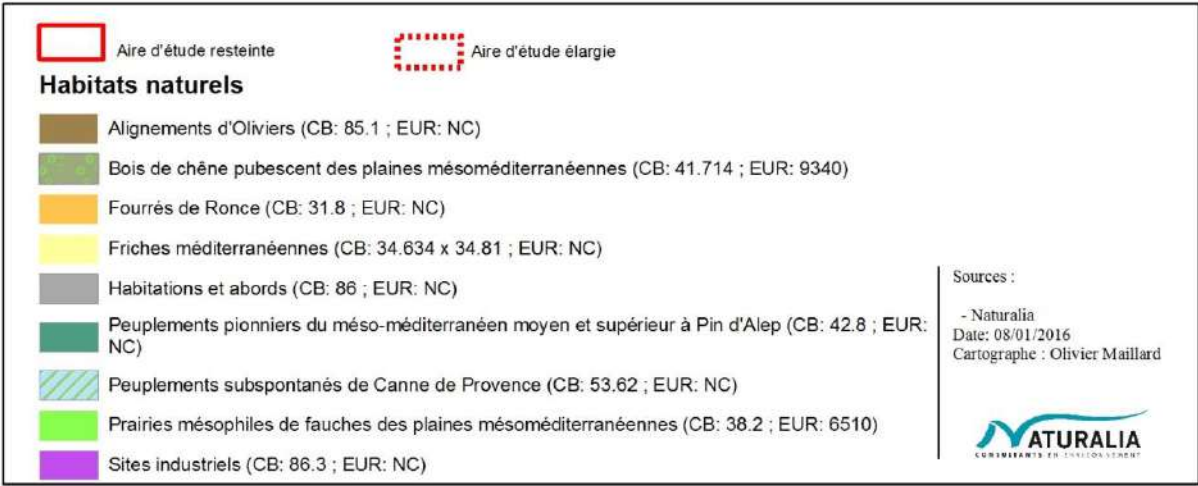 Aire d'étude resteinte
Aire d'étude élargie
Habitats naturels
Alignements d'Oliviers (CB: 85.1 ; EUR: NC)
Bois de chêne pubescent des plaines mésoméditerranéennes (CB: 41.714 ; EUR: 9340)
Fourrés de Ronce (CB: 31.8 ; EUR: NC)
Friches méditerranéennes (CB: 34.634 x 34.81 ; EUR: NC)
Habitations et abords (CB: 86 ; EUR: NC)
Peuplements pionniers du méso-méditerranéen moyen et supérieur à Pin d'Alep (CB: 42.8 ; EUR:
NC)
Peuplements subspontanés de Canne de Provence (CB: 53.62 ; EUR: NC)
Prairies mésophiles de fauches des plaines mésoméditerranéennes (CB: 38.2 ; EUR: 6510)
Sites industriels (CB: 86.3 ; EUR: NC)
Sources :
- Naturalia
Date: 08/01/2016
Cartographe : Olivier Maillard
NATURALIA
CONSULTANTS EN ENVIRONNEMENT